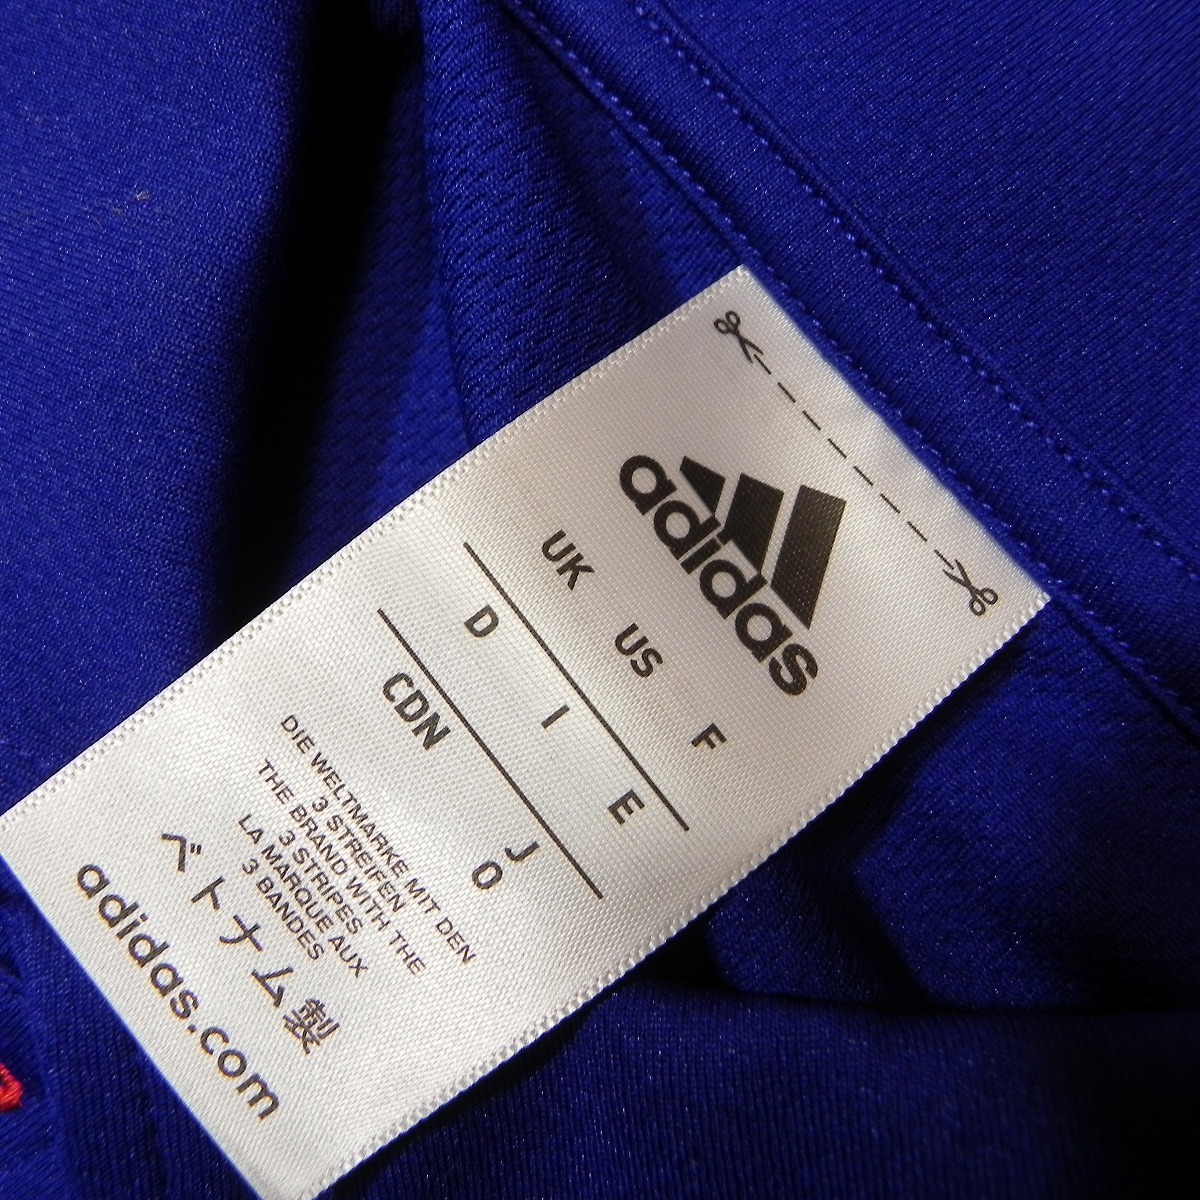 adidas
UK US F
D I E
CDN J
O
DIE WELTMARKE MIT DEN
3 STREIFEN
THE BRAND WITH THE
3 STRIPES
LA MARQUE AUX
3 BANDES
ベトナム製
adidas.com